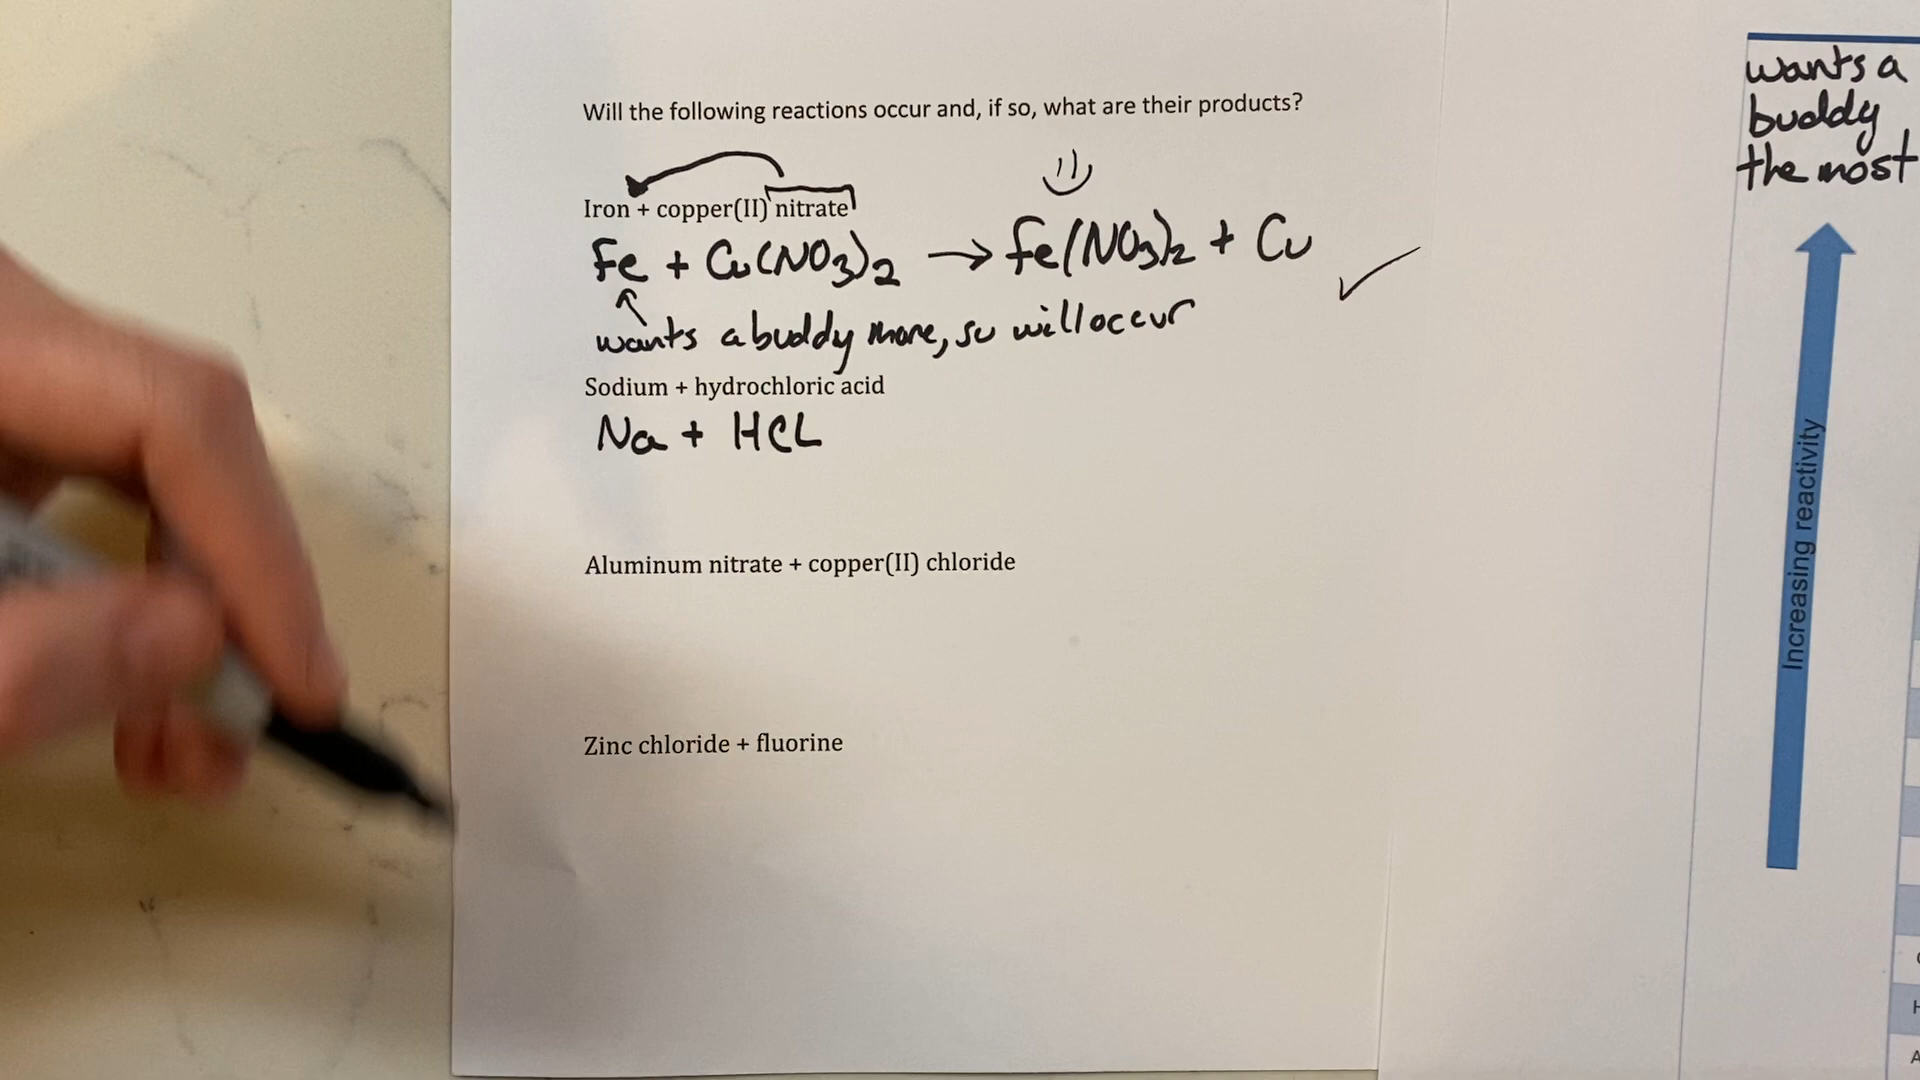 Will the following reactions occur and, if so, what are their products?
Iron + copper(II) nitrate
Fe + Cu(NO3)2 → Fe(NO3)2 + Cu
wants a buddy more, so will occur
Sodium + hydrochloric acid
Na + HCl
Aluminum nitrate + copper(II) chloride
Zinc chloride + fluorine
wants a
buddy
the most
Increasing reactivity